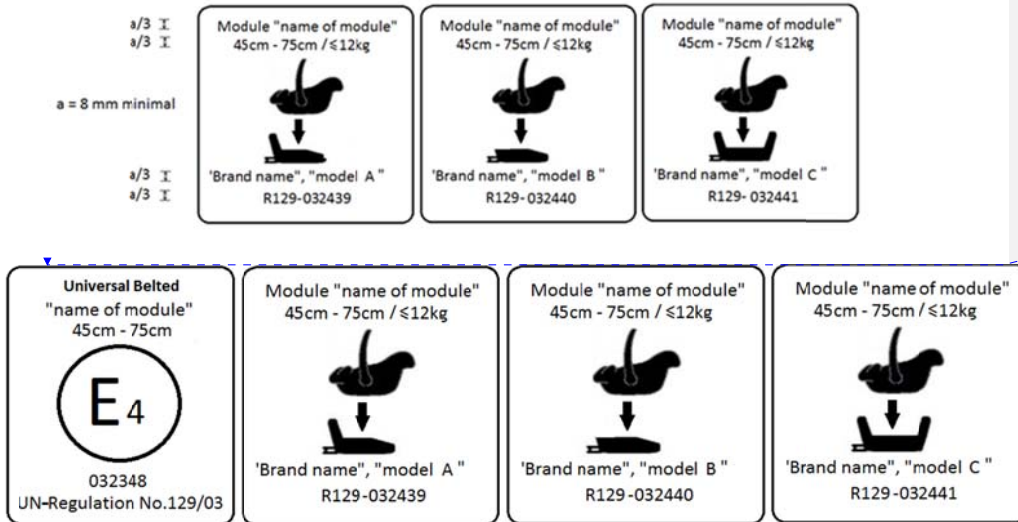 a/3
a/3
a = 8 mm minimal
a/3
a/3
Module "name of module"
45cm - 75cm / ≤12kg
'Brand name", "model A "
R129-032439
Module "name of module"
45cm - 75cm / ≤12kg
'Brand name", "model B "
R129- 032440
Module "name of module"
45cm - 75cm / ≤12kg
'Brand name", "model C "
R129- 032441
Universal Belted
"name of module"
45cm - 75cm
E 4
032348
UN-Regulation No.129/03
Module "name of module"
45cm - 75cm / ≤12kg
'Brand name", "model A "
R129-032439
Module "name of module"
45cm - 75cm / ≤12kg
'Brand name", "model B "
R129-032440
Module "name of module"
45cm - 75cm / ≤12kg
'Brand name", "model C "
R129-032441